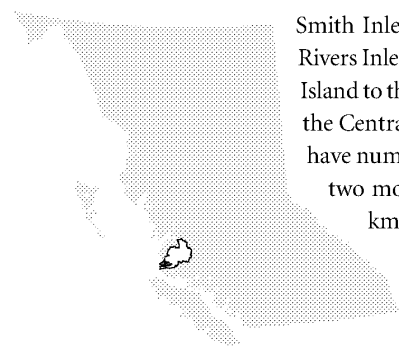 Smith Inle
Rivers Inle
Island to th
the Centra
have num
two mo
km